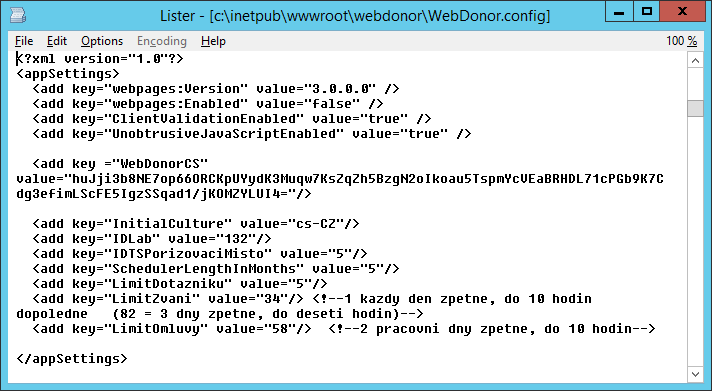 Lister - [c:\inetpub\wwwroot\webdonor\WebDonor.config]
File Edit Options Encoding Help 100 %
<?xml version="1.0"?>
<appSettings>
<add key="webpages:Version" value="3.0.0.0" />
<add key="webpages:Enabled" value="false" />
<add key="ClientValidationEnabled" value="true" />
<add key="UnobtrusiveJavaScriptEnabled" value="true" />
<add key ="WebDonorCS"
value="huJji3b8NE7op66ORCKpUYydK3Muqw7KsZqZh5BzgN2oIkoau5TspmYcVEaBRHDL71cPGb9K7C
dg3efimLScFE5IgzSSqad1/jKOMZYLUI4="/>
<add key="InitialCulture" value="cs-CZ"/>
<add key="IDLab" value="132"/>
<add key="IDTSPorizovaciMisto" value="5"/>
<add key="SchedulerLengthInMonths" value="5"/>
<add key="LimitDotazniku" value="5"/>
<add key="LimitZvani" value="34"/> <!--1 kazdy den zpetne, do 10 hodin
dopoledne (82 = 3 dny zpetne, do deseti hodin)-->
<add key="LimitOmluvy" value="58"/> <!--2 pracovni dny zpetne, do 10 hodin-->
</appSettings>